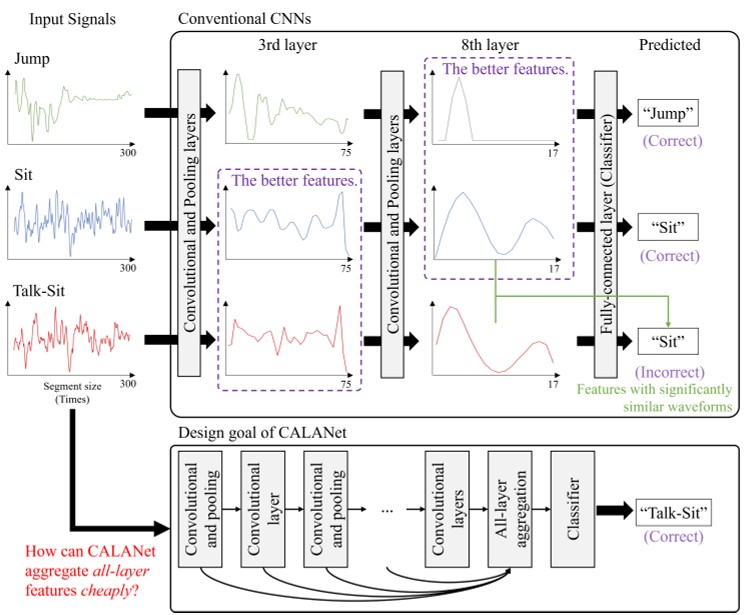 Input Signals
Conventional CNNs
3rd layer
8th layer
Predicted
Jump
300
Convolutional and Pooling layers
75
Convolutional and Pooling layers
The better features.
17
Fully-connected layer (Classifier)
“Jump”
(Correct)
Sit
300
The better features.
75
17
“Sit”
(Correct)
Talk-Sit
300
Segment size
(Times)
75
17
“Sit”
(Incorrect)
Features with significantly
similar waveforms
Design goal of CALANet
Convolutional
and pooling
Convolutional
layer
Convolutional
and pooling
...
Convolutional
layers
All-layer
aggregation
Classifier
“Talk-Sit”
(Correct)
How can CALANet
aggregate all-layer
features cheaply?